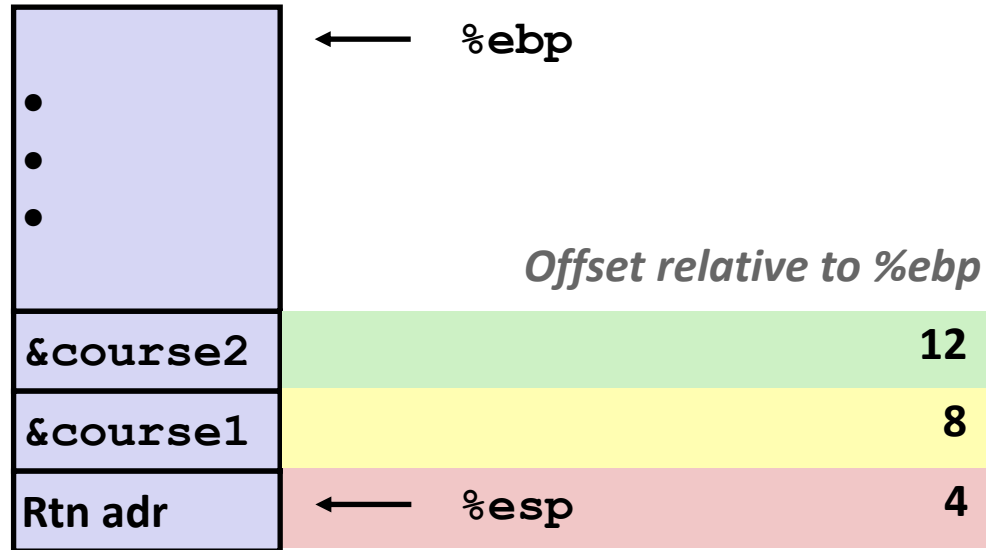 %ebp
•
•
•
Offset relative to %ebp
&course2 12
&course1 8
Rtn adr %esp 4